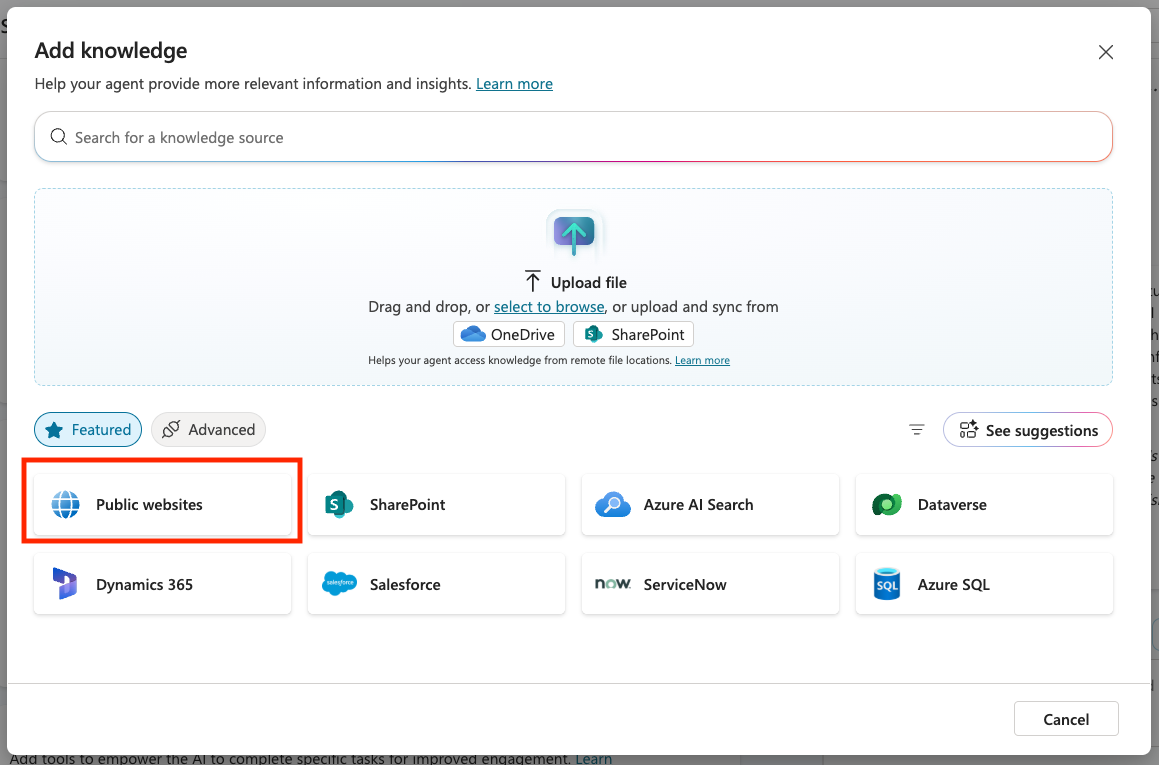 Add knowledge
Help your agent provide more relevant information and insights. Learn more
Search for a knowledge source
Upload file
Drag and drop, or select to browse, or upload and sync from
OneDrive
SharePoint
Helps your agent access knowledge from remote file locations. Learn more
Featured
Advanced
See suggestions
Public websites
S
SharePoint
Azure AI Search
Dataverse
Dynamics 365
salesforce
Salesforce
now
ServiceNow
SQL
Azure SQL
Cancel
Add tools to empower the AI to complete specific tasks for improved engagement. Learn